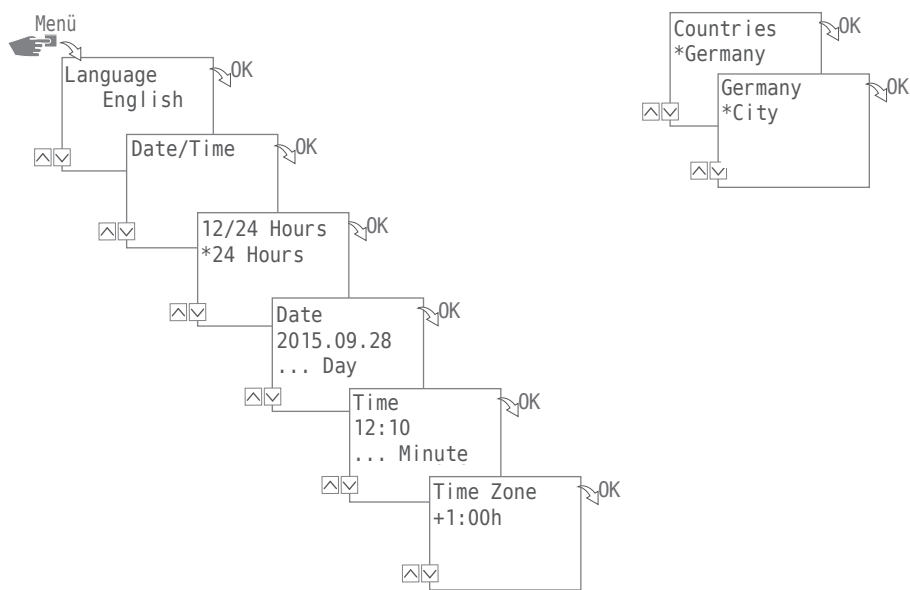 Menü
Language
English
OK
Date/Time
OK
12/24 Hours
*24 Hours
OK
Date
2015.09.28
... Day
OK
Time
12:10
... Minute
OK
Time Zone
+1:00h
OK
Countries
*Germany
OK
Germany
*City
OK